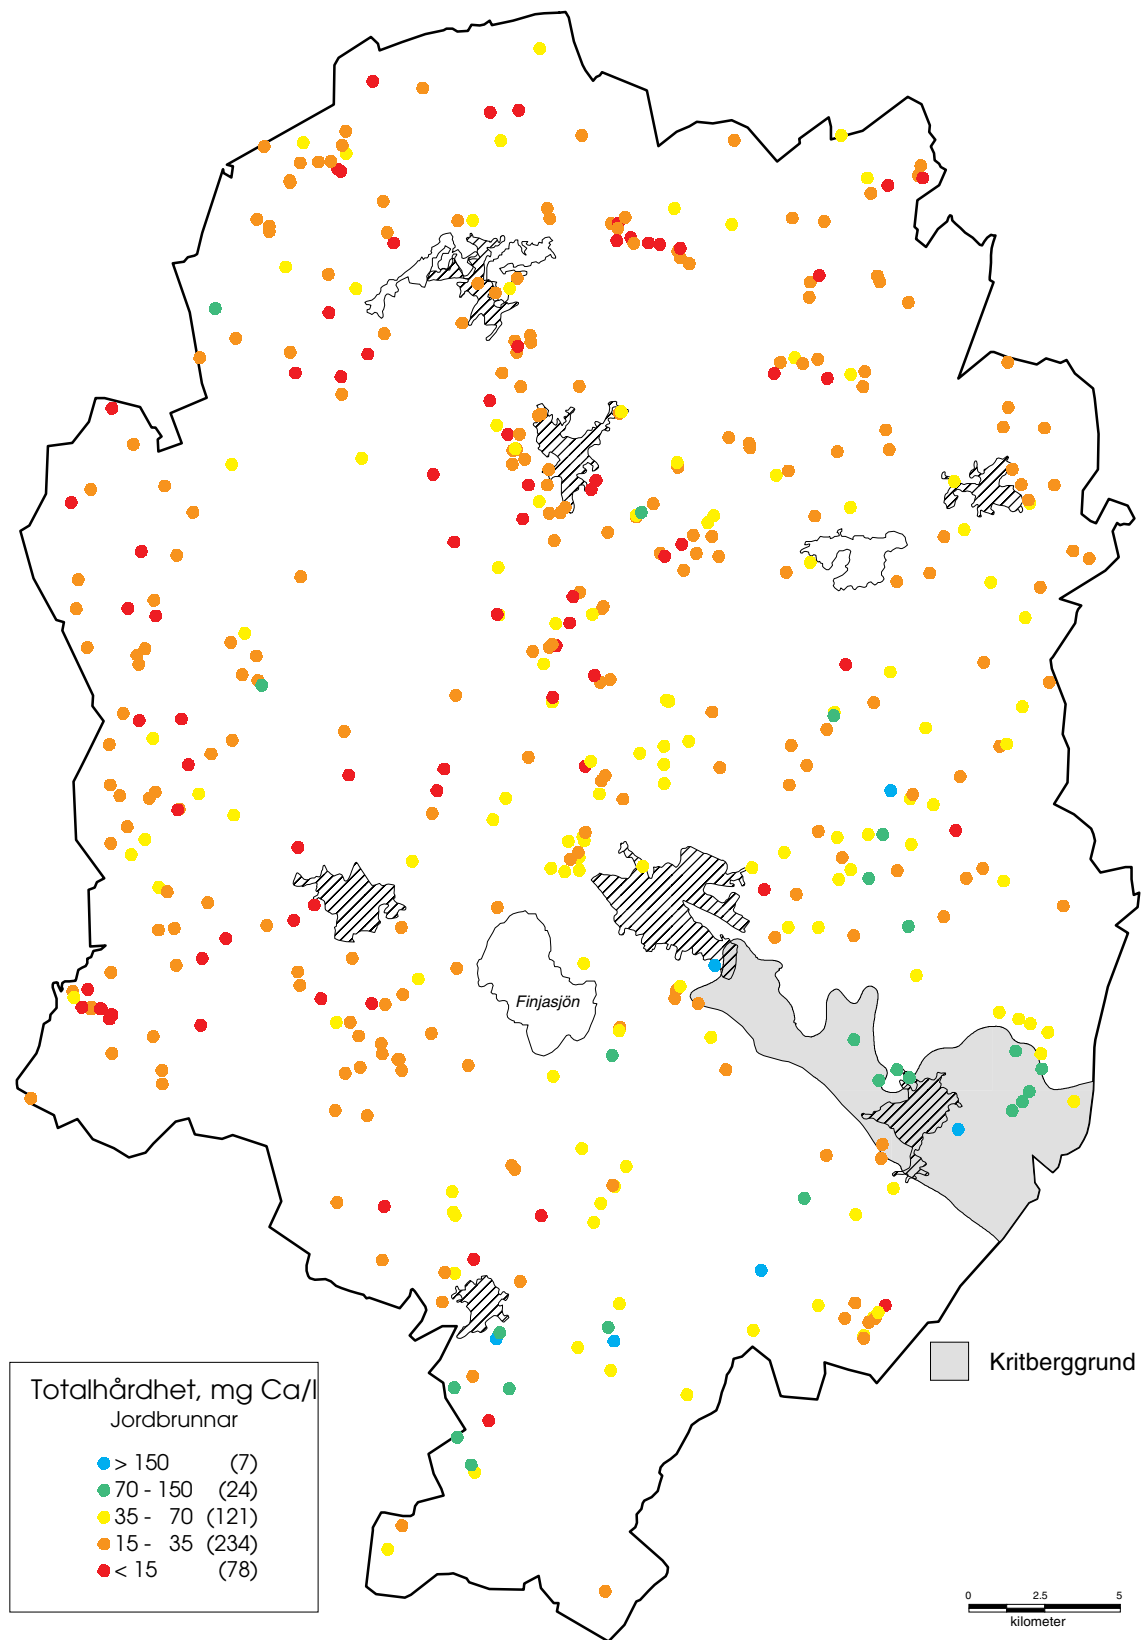 Finjasjön
Kritberggrund
Totalhårdhet, mg Ca/l
Jordbrunnar
> 150 (7)
70 - 150 (24)
35 - 70 (121)
15 - 35 (234)
< 15 (78)
0 2.5 5
kilometer